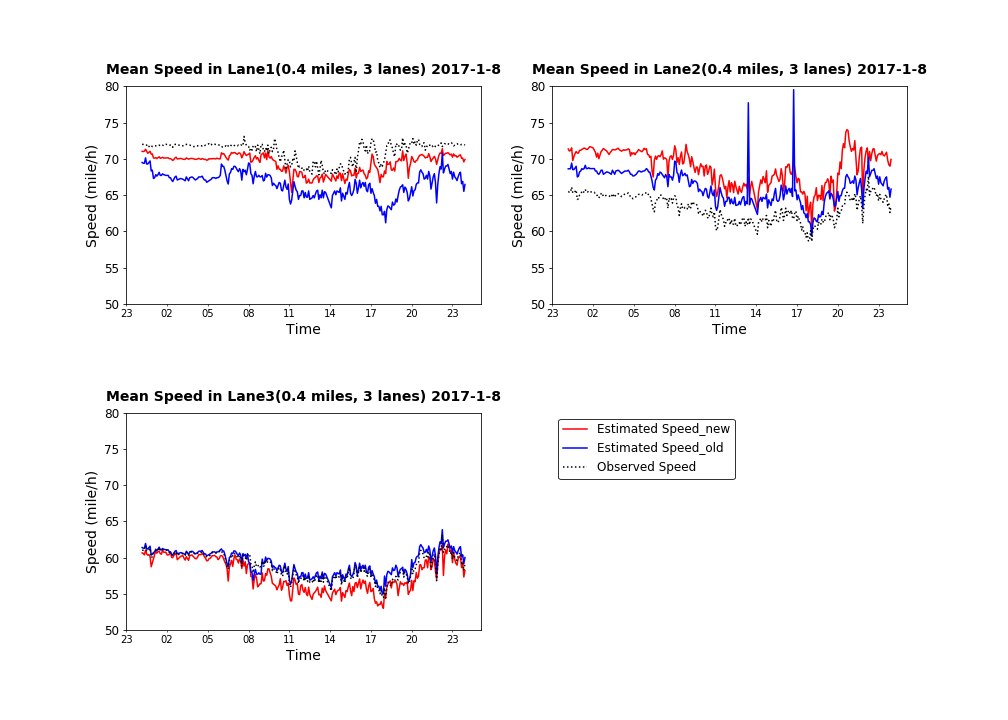 Mean Speed in Lane1(0.4 miles, 3 lanes) 2017-1-8
80
75
70
65
60
55
50
Speed (mile/h)
23 02 05 08 11 14 17 20 23
Time
Mean Speed in Lane2(0.4 miles, 3 lanes) 2017-1-8
80
75
70
65
60
55
50
Speed (mile/h)
23 02 05 08 11 14 17 20 23
Time
Mean Speed in Lane3(0.4 miles, 3 lanes) 2017-1-8
80
75
70
65
60
55
50
Speed (mile/h)
23 02 05 08 11 14 17 20 23
Time
Estimated Speed_new
Estimated Speed_old
Observed Speed